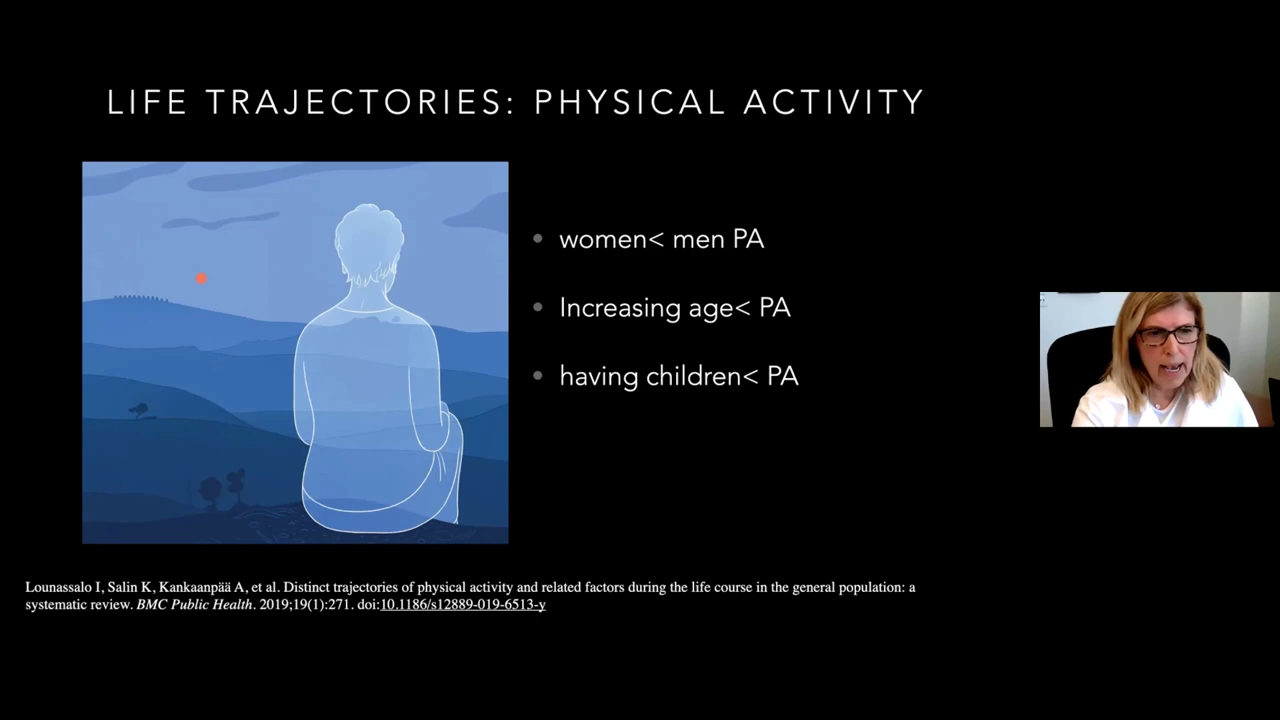 LIFE TRAJECTORIES: PHYSICAL ACTIVITY
• women< men PA
• Increasing age< PA
• having children< PA
Lounassalo I, Salin K, Kankaanpää A, et al. Distinct trajectories of physical activity and related factors during the life course in the general population: a
systematic review. BMC Public Health. 2019;19(1):271. doi:10.1186/s12889-019-6513-y